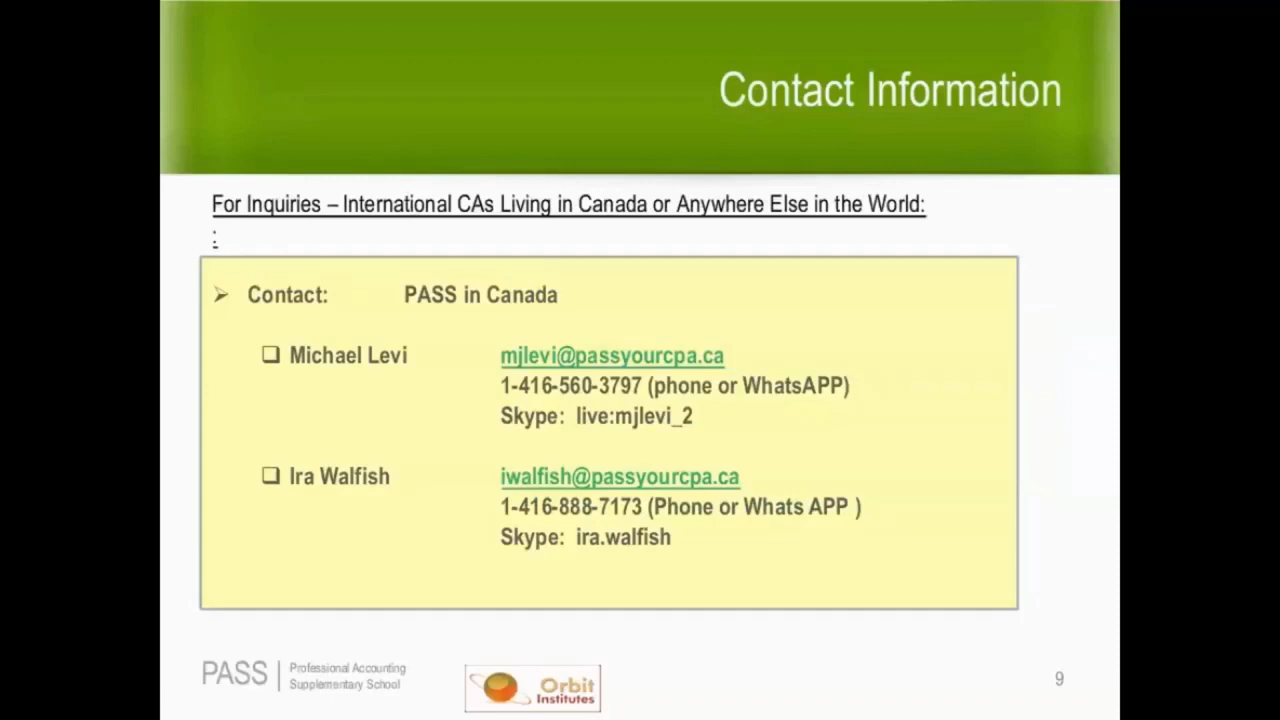 Contact Information
For Inquiries – International CAs Living in Canada or Anywhere Else in the World:
:
➢ Contact: PASS in Canada
❑ Michael Levi mjlevi@passyourcpa.ca
1-416-560-3797 (phone or WhatsAPP)
Skype: live:mjlevi_2
❑ Ira Walfish iwalfish@passyourcpa.ca
1-416-888-7173 (Phone or Whats APP )
Skype: ira.walfish
PASS | Professional Accounting
Supplementary School
Orbit
Institutes
9